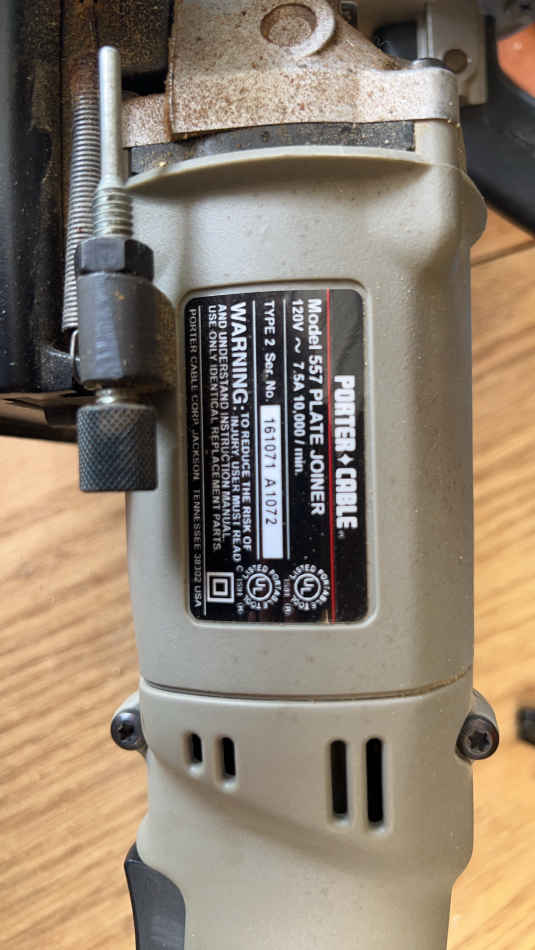 PORTER+CABLE®
Model 557 PLATE JOINER
120V ~ 7.5A 10,000 / min.
TYPE 2 Ser. No. 161071 A1072
WARNING: TO REDUCE THE RISK OF
INJURY, USER MUST READ
AND UNDERSTAND INSTRUCTION MANUAL.
USE ONLY IDENTICAL REPLACEMENT PARTS.
PORTER CABLE CORP. JACKSON, TENNESSEE 38302 USA
UL
UL